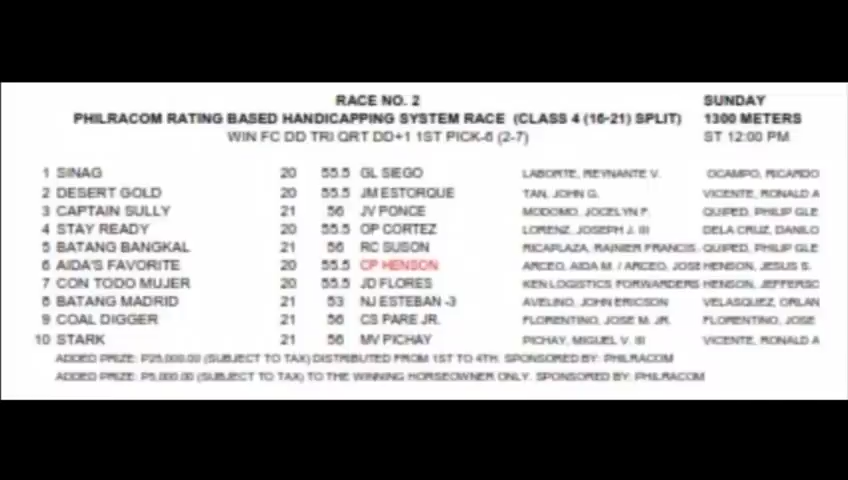 RACE NO. 2 SUNDAY
PHILRACOM RATING BASED HANDICAPPING SYSTEM RACE (CLASS 4 (16-21) SPLIT) 1300 METERS
WIN FC DD TRI QRT DD+1 1ST PICK-6 (2-7) ST 12:00 PM
1 SINAG 20 55.5 GL SIEGO LABORTE, REYNANTE V. OCAMPO, RICARDO
2 DESERT GOLD 20 55.5 JM ESTORQUE TAN, JOHN G. VICENTE, RONALD A
3 CAPTAIN SULLY 21 56 JV PONCE MODOMO, JOCELYN P. QUIPED, PHILIP GLE
4 STAY READY 20 55.5 OP CORTEZ LORENZ, JOSEPH J. III DELA CRUZ, DANILO
5 BATANG BANGKAL 21 56 RC SUSON RICAPLAZA, RAINIER FRANCIS QUIPED, PHILIP GLE
6 AIDA'S FAVORITE 20 55.5 CP HENSON ARCEO, AIDA M. / ARCEO, JOSE HENSON, JESUS S.
7 CON TODO MUJER 20 55.5 JD FLORES KEN LOGISTICS FORWARDERS HENSON, JEFFERSO
8 BATANG MADRID 21 53 NJ ESTEBAN -3 AVELINO, JOHN ERICSON VELASQUEZ, ORLAN
9 COAL DIGGER 21 56 CS PARE JR. FLORENTINO, JOSE M. JR. FLORENTINO, JOSE
10 STARK 21 56 MV PICHAY PICHAY, MIGUEL V. III VICENTE, RONALD A
ADDED PRIZE: P25,000.00 (SUBJECT TO TAX) DISTRIBUTED FROM 1ST TO 4TH. SPONSORED BY: PHILRACOM
ADDED PRIZE: P5,000.00 (SUBJECT TO TAX) TO THE WINNING HORSEOWNER ONLY. SPONSORED BY: PHILRACOM